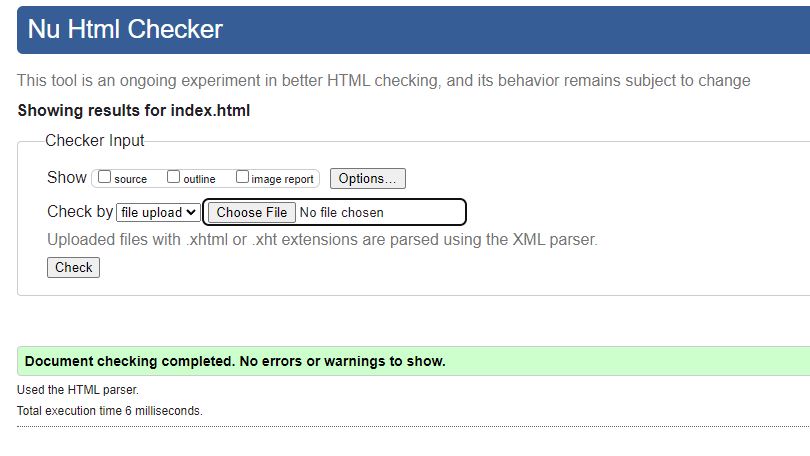 Nu Html Checker
This tool is an ongoing experiment in better HTML checking, and its behavior remains subject to change
Showing results for index.html
Checker Input
Show source outline image report Options...
Check by file upload Choose File No file chosen
Uploaded files with .xhtml or .xht extensions are parsed using the XML parser.
Check
Document checking completed. No errors or warnings to show.
Used the HTML parser.
Total execution time 6 milliseconds.